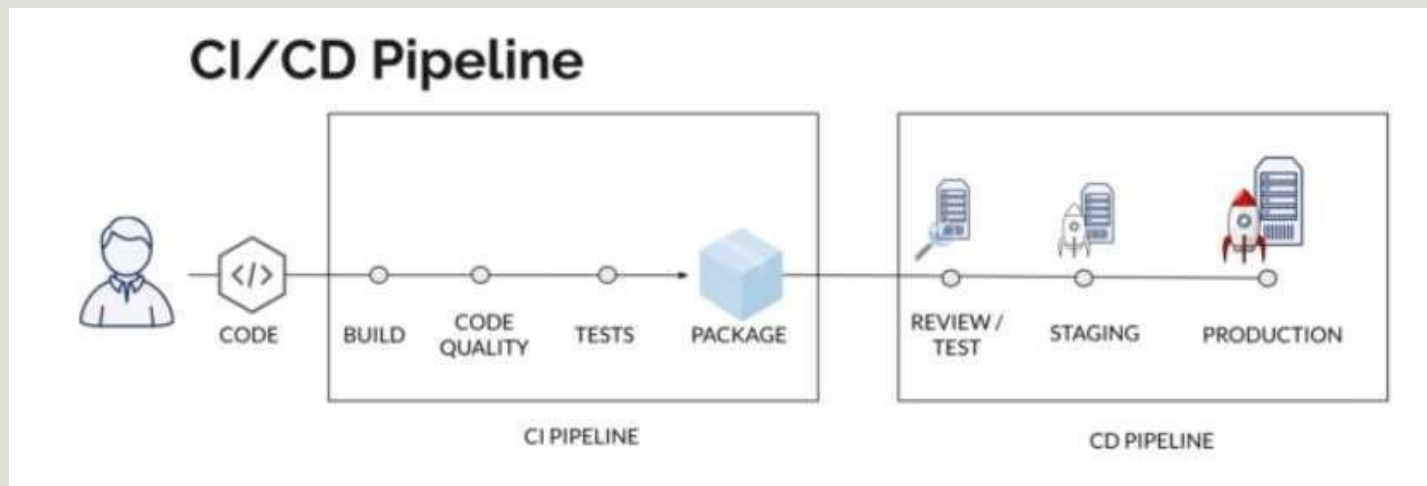 CI/CD Pipeline
</>
CODE
BUILD
CODE
QUALITY
TESTS
PACKAGE
REVIEW /
TEST
STAGING
PRODUCTION
CI PIPELINE
CD PIPELINE